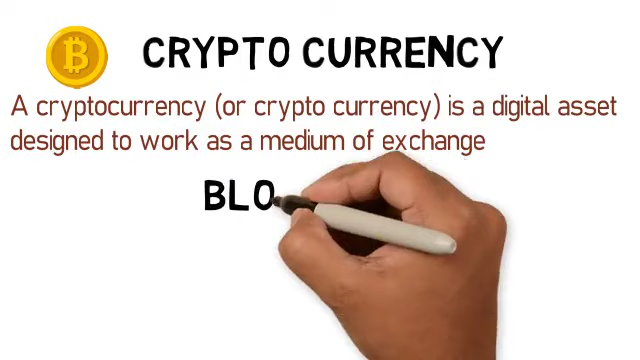 CRYPTO CURRENCY
A cryptocurrency (or crypto currency) is a digital asset
designed to work as a medium of exchange
BLO